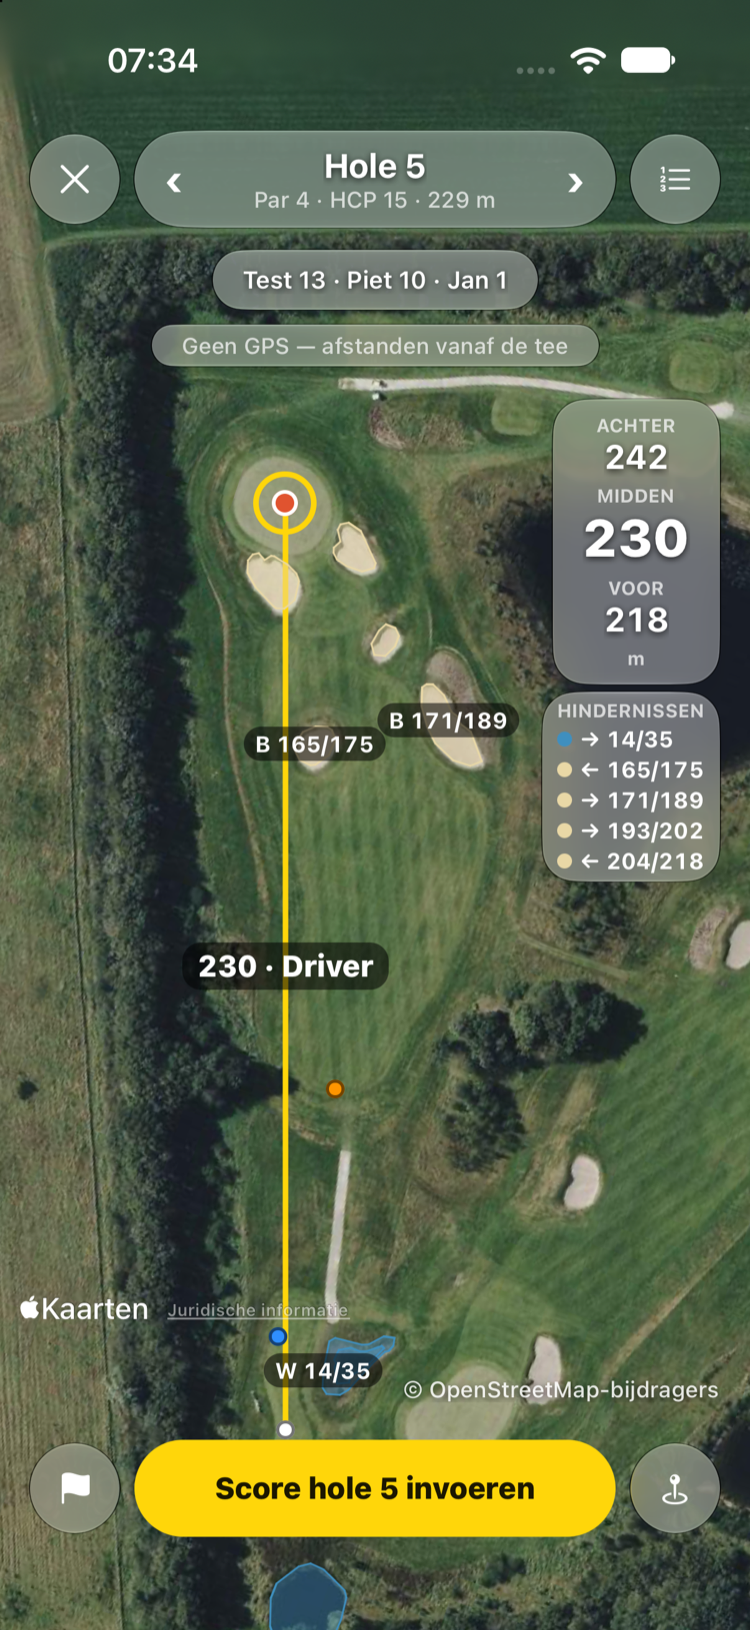 07:34
Hole 5
Par 4 · HCP 15 · 229 m
Test 13 · Piet 10 · Jan 1
Geen GPS — afstanden vanaf de tee
ACHTER
242
MIDDEN
230
VOOR
218
m
HINDERNISSEN
→ 14/35
← 165/175
→ 171/189
→ 193/202
← 204/218
B 171/189
B 165/175
230 · Driver
Kaarten
Juridische informatie
W 14/35
© OpenStreetMap-bijdragers
Score hole 5 invoeren